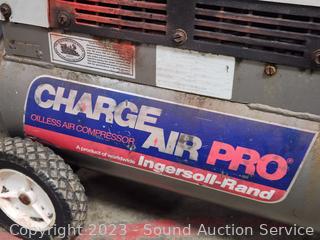 CHARGE
AIR PRO®
OILLESS AIR COMPRESSOR
A product of worldwide
Ingersoll-Rand
Copyright 2023 - Sound Auction Service